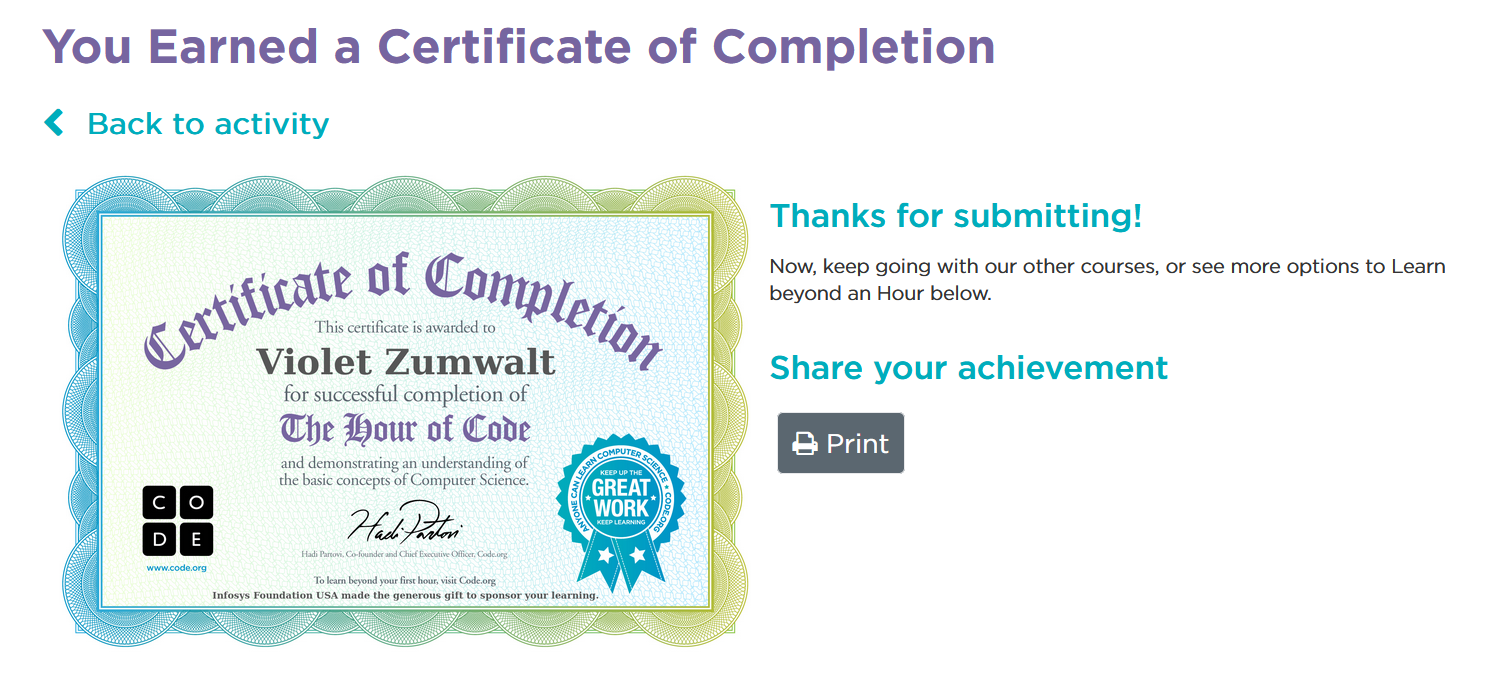 You Earned a Certificate of Completion
Back to activity
Certificate of Completion
This certificate is awarded to
Violet Zumwalt
for successful completion of
The Hour of Code
and demonstrating an understanding of
the basic concepts of Computer Science.
Hadi Partovi
Hadi Partovi, Co-founder and Chief Executive Officer, Code.org
To learn beyond your first hour, visit Code.org
Infosys Foundation USA made the generous gift to sponsor your learning.
C O
D E
www.code.org
ANYONE CAN LEARN COMPUTER SCIENCE • CODE.ORG
KEEP UP THE
GREAT
WORK
KEEP LEARNING
Thanks for submitting!
Now, keep going with our other courses, or see more options to Learn
beyond an Hour below.
Share your achievement
Print